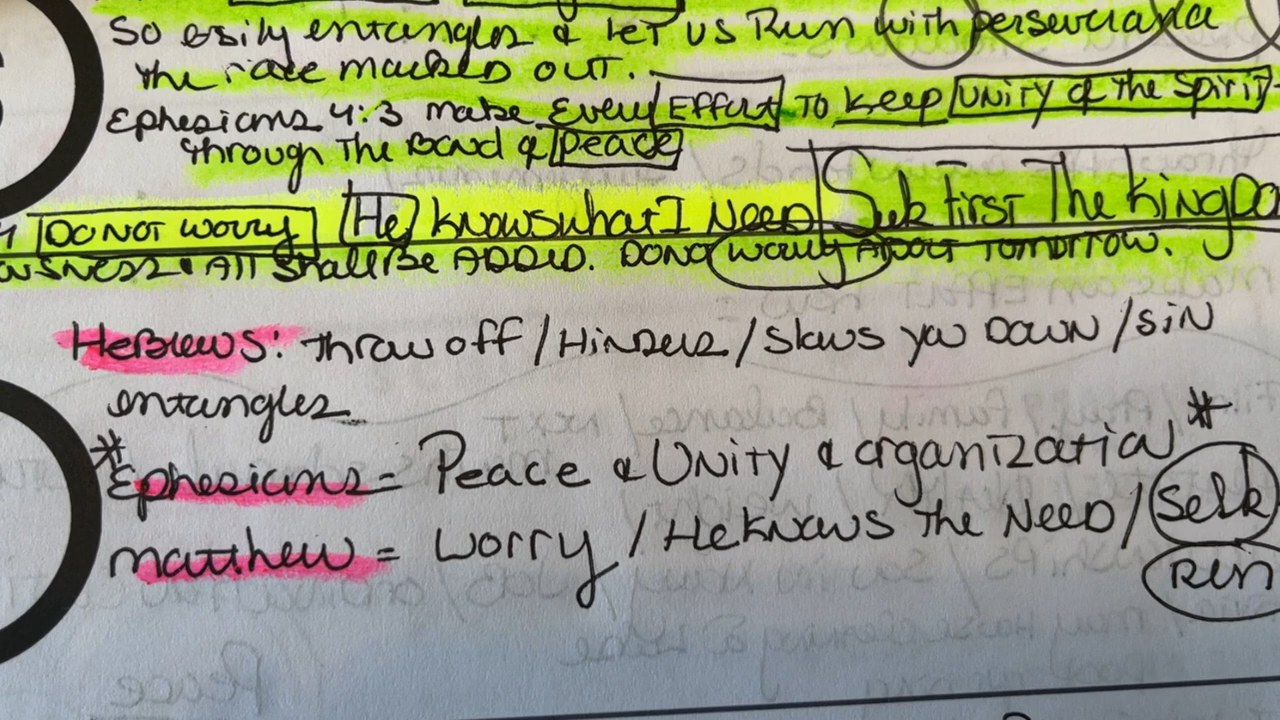 So easily entangles & LET US RUN with perseverance
the race marked OUT.
Ephesians 4:3 make Every Effort TO keep UNITY of the Spirit
through The Bond of Peace
DO NOT worry He knows what I NEED Seek First The Kingdo
ousness & All shall be ADDED. DO NOT worry About TOMORROW.
Hebrews: throw off / Hinders / Slows you DOWN / SiN
entangles
*Ephesians = Peace & Unity & organization *
matthew = worry / He Knows the Need / Seek
Run